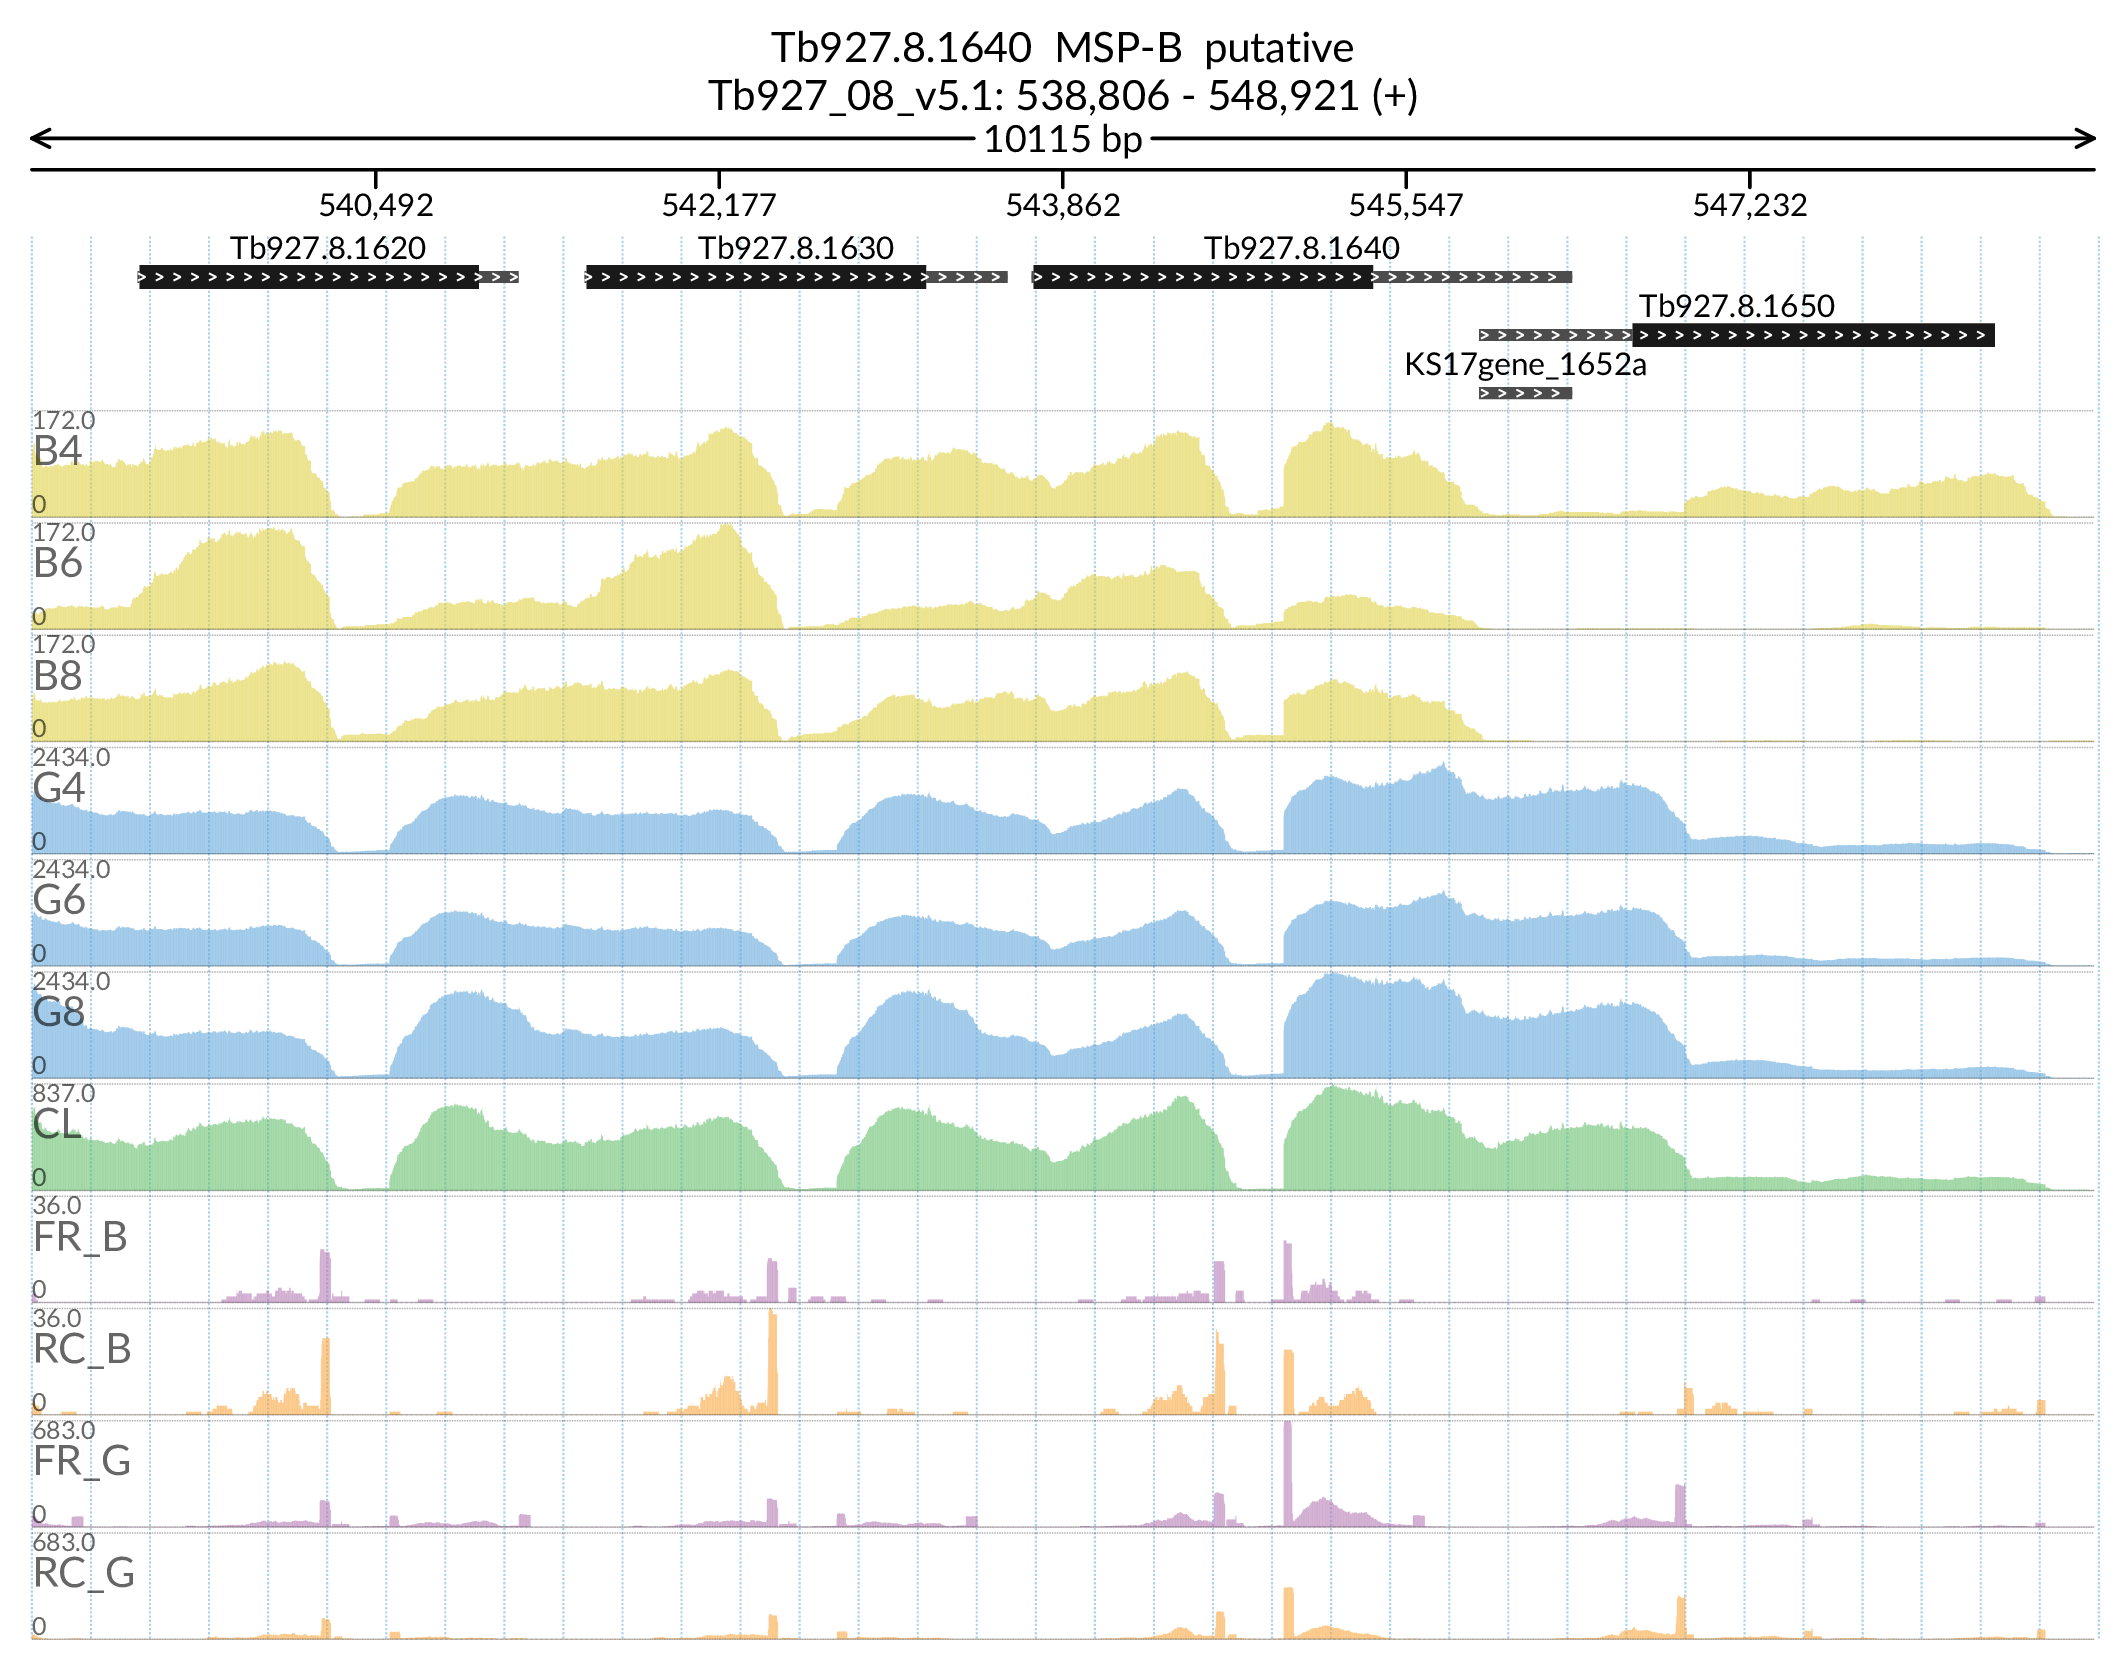 Tb927.8.1640  MSP-B  putative
Tb927_08_v5.1: 538,806 - 548,921 (+)
10115 bp
540,492 542,177 543,862 545,547 547,232
Tb927.8.1620 Tb927.8.1630 Tb927.8.1640
Tb927.8.1650
KS17gene_1652a
172.0
B4
0
172.0
B6
0
172.0
B8
0
2434.0
G4
0
2434.0
G6
0
2434.0
G8
0
837.0
CL
0
36.0
FR_B
0
36.0
RC_B
0
683.0
FR_G
0
683.0
RC_G
0